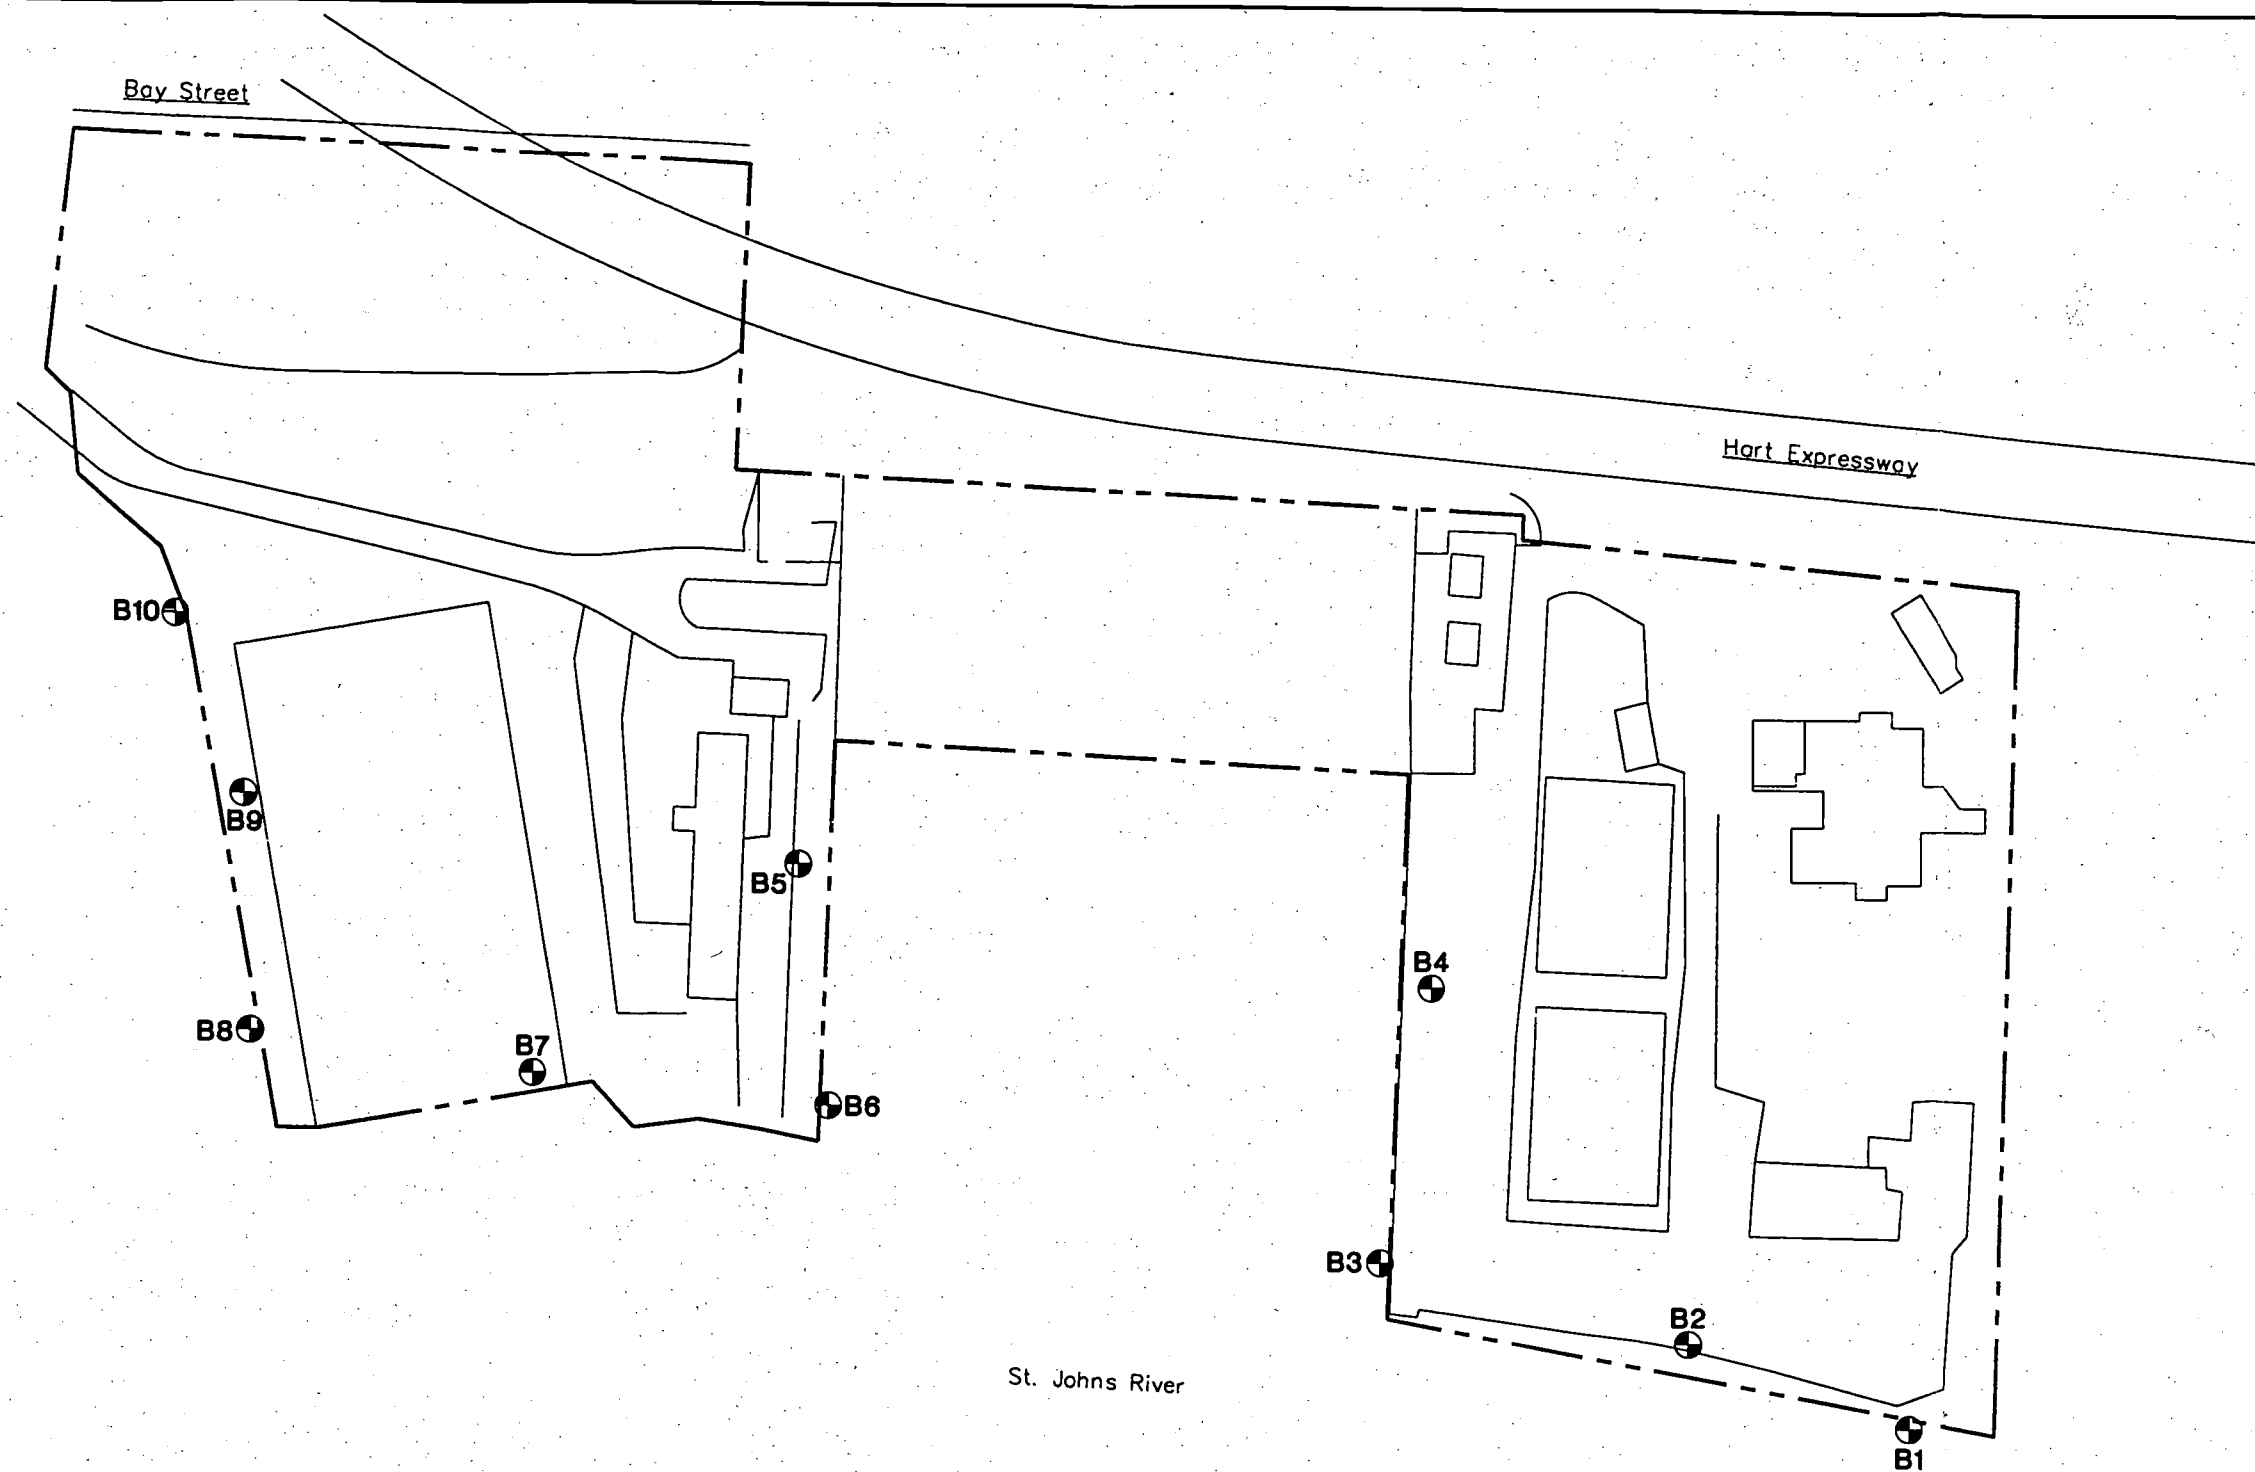 Bay Street
Hart Expressway
B10
B9
B5
B4
B8
B7
B6
B3
B2
St. Johns River
B1